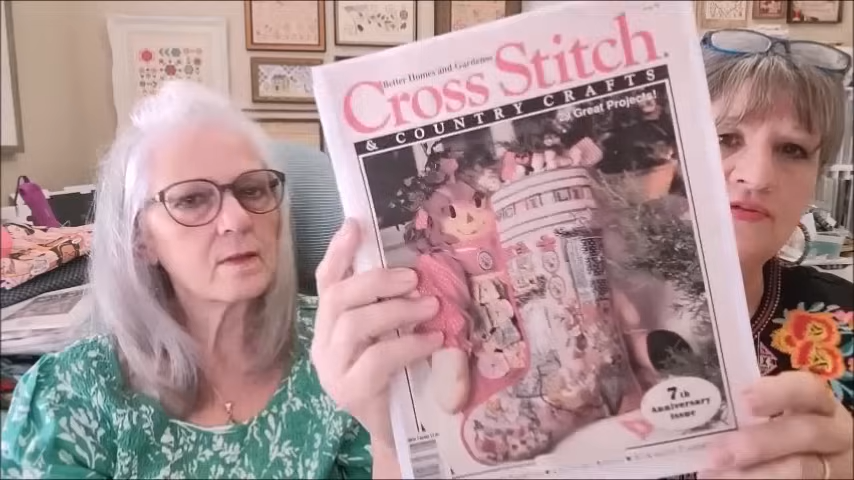 Better Homes and Gardens
Cross Stitch
& COUNTRY CRAFTS
Great Projects!
7th
Anniversary
Issue